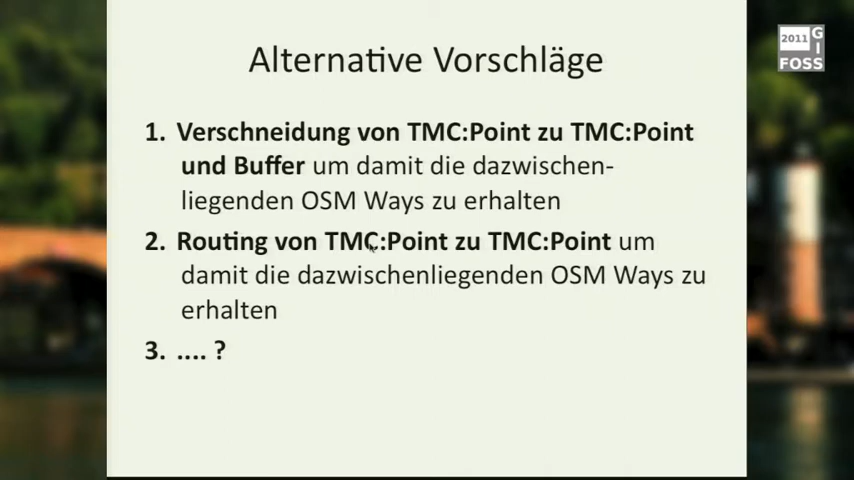 Alternative Vorschläge
2011
GI
FOSS
1. Verschneidung von TMC:Point zu TMC:Point
und Buffer um damit die dazwischen-
liegenden OSM Ways zu erhalten
2. Routing von TMC:Point zu TMC:Point um
damit die dazwischenliegenden OSM Ways zu
erhalten
3. .... ?